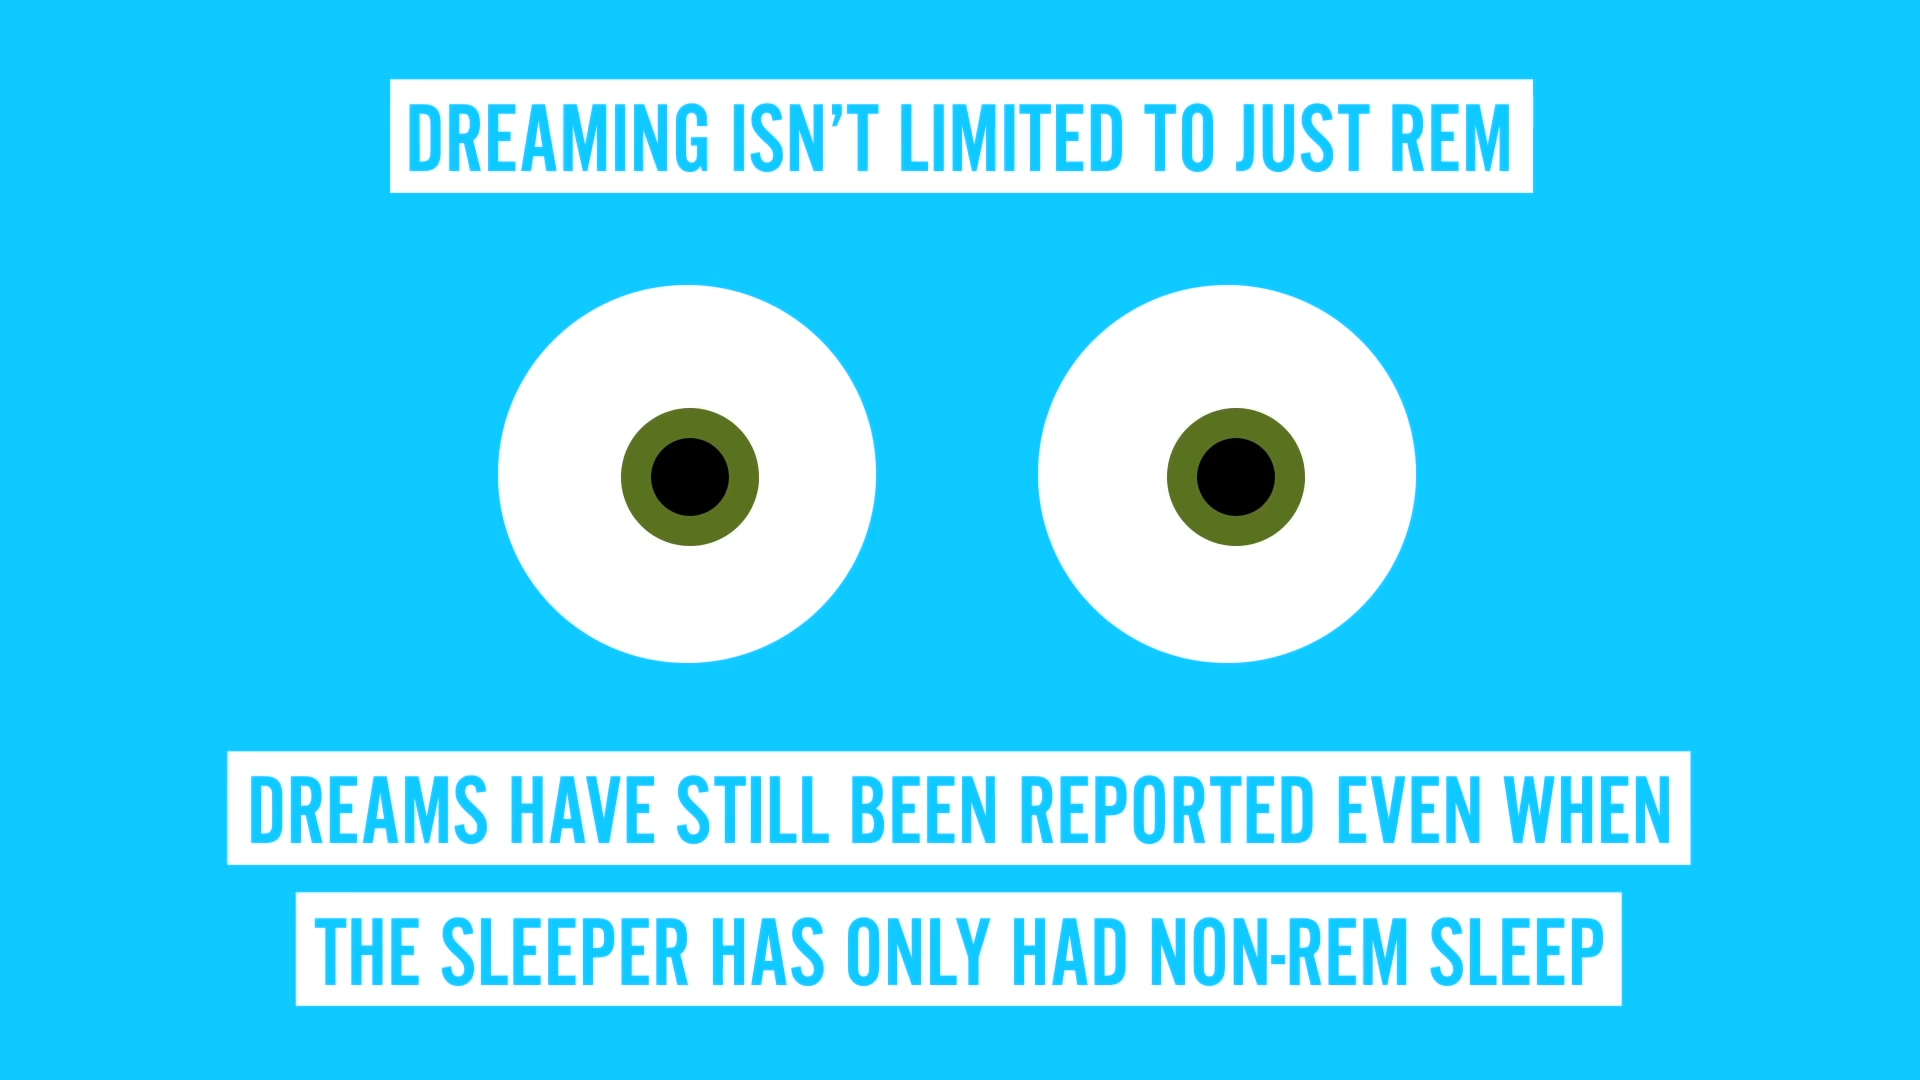 DREAMING ISN’T LIMITED TO JUST REM
DREAMS HAVE STILL BEEN REPORTED EVEN WHEN
THE SLEEPER HAS ONLY HAD NON-REM SLEEP